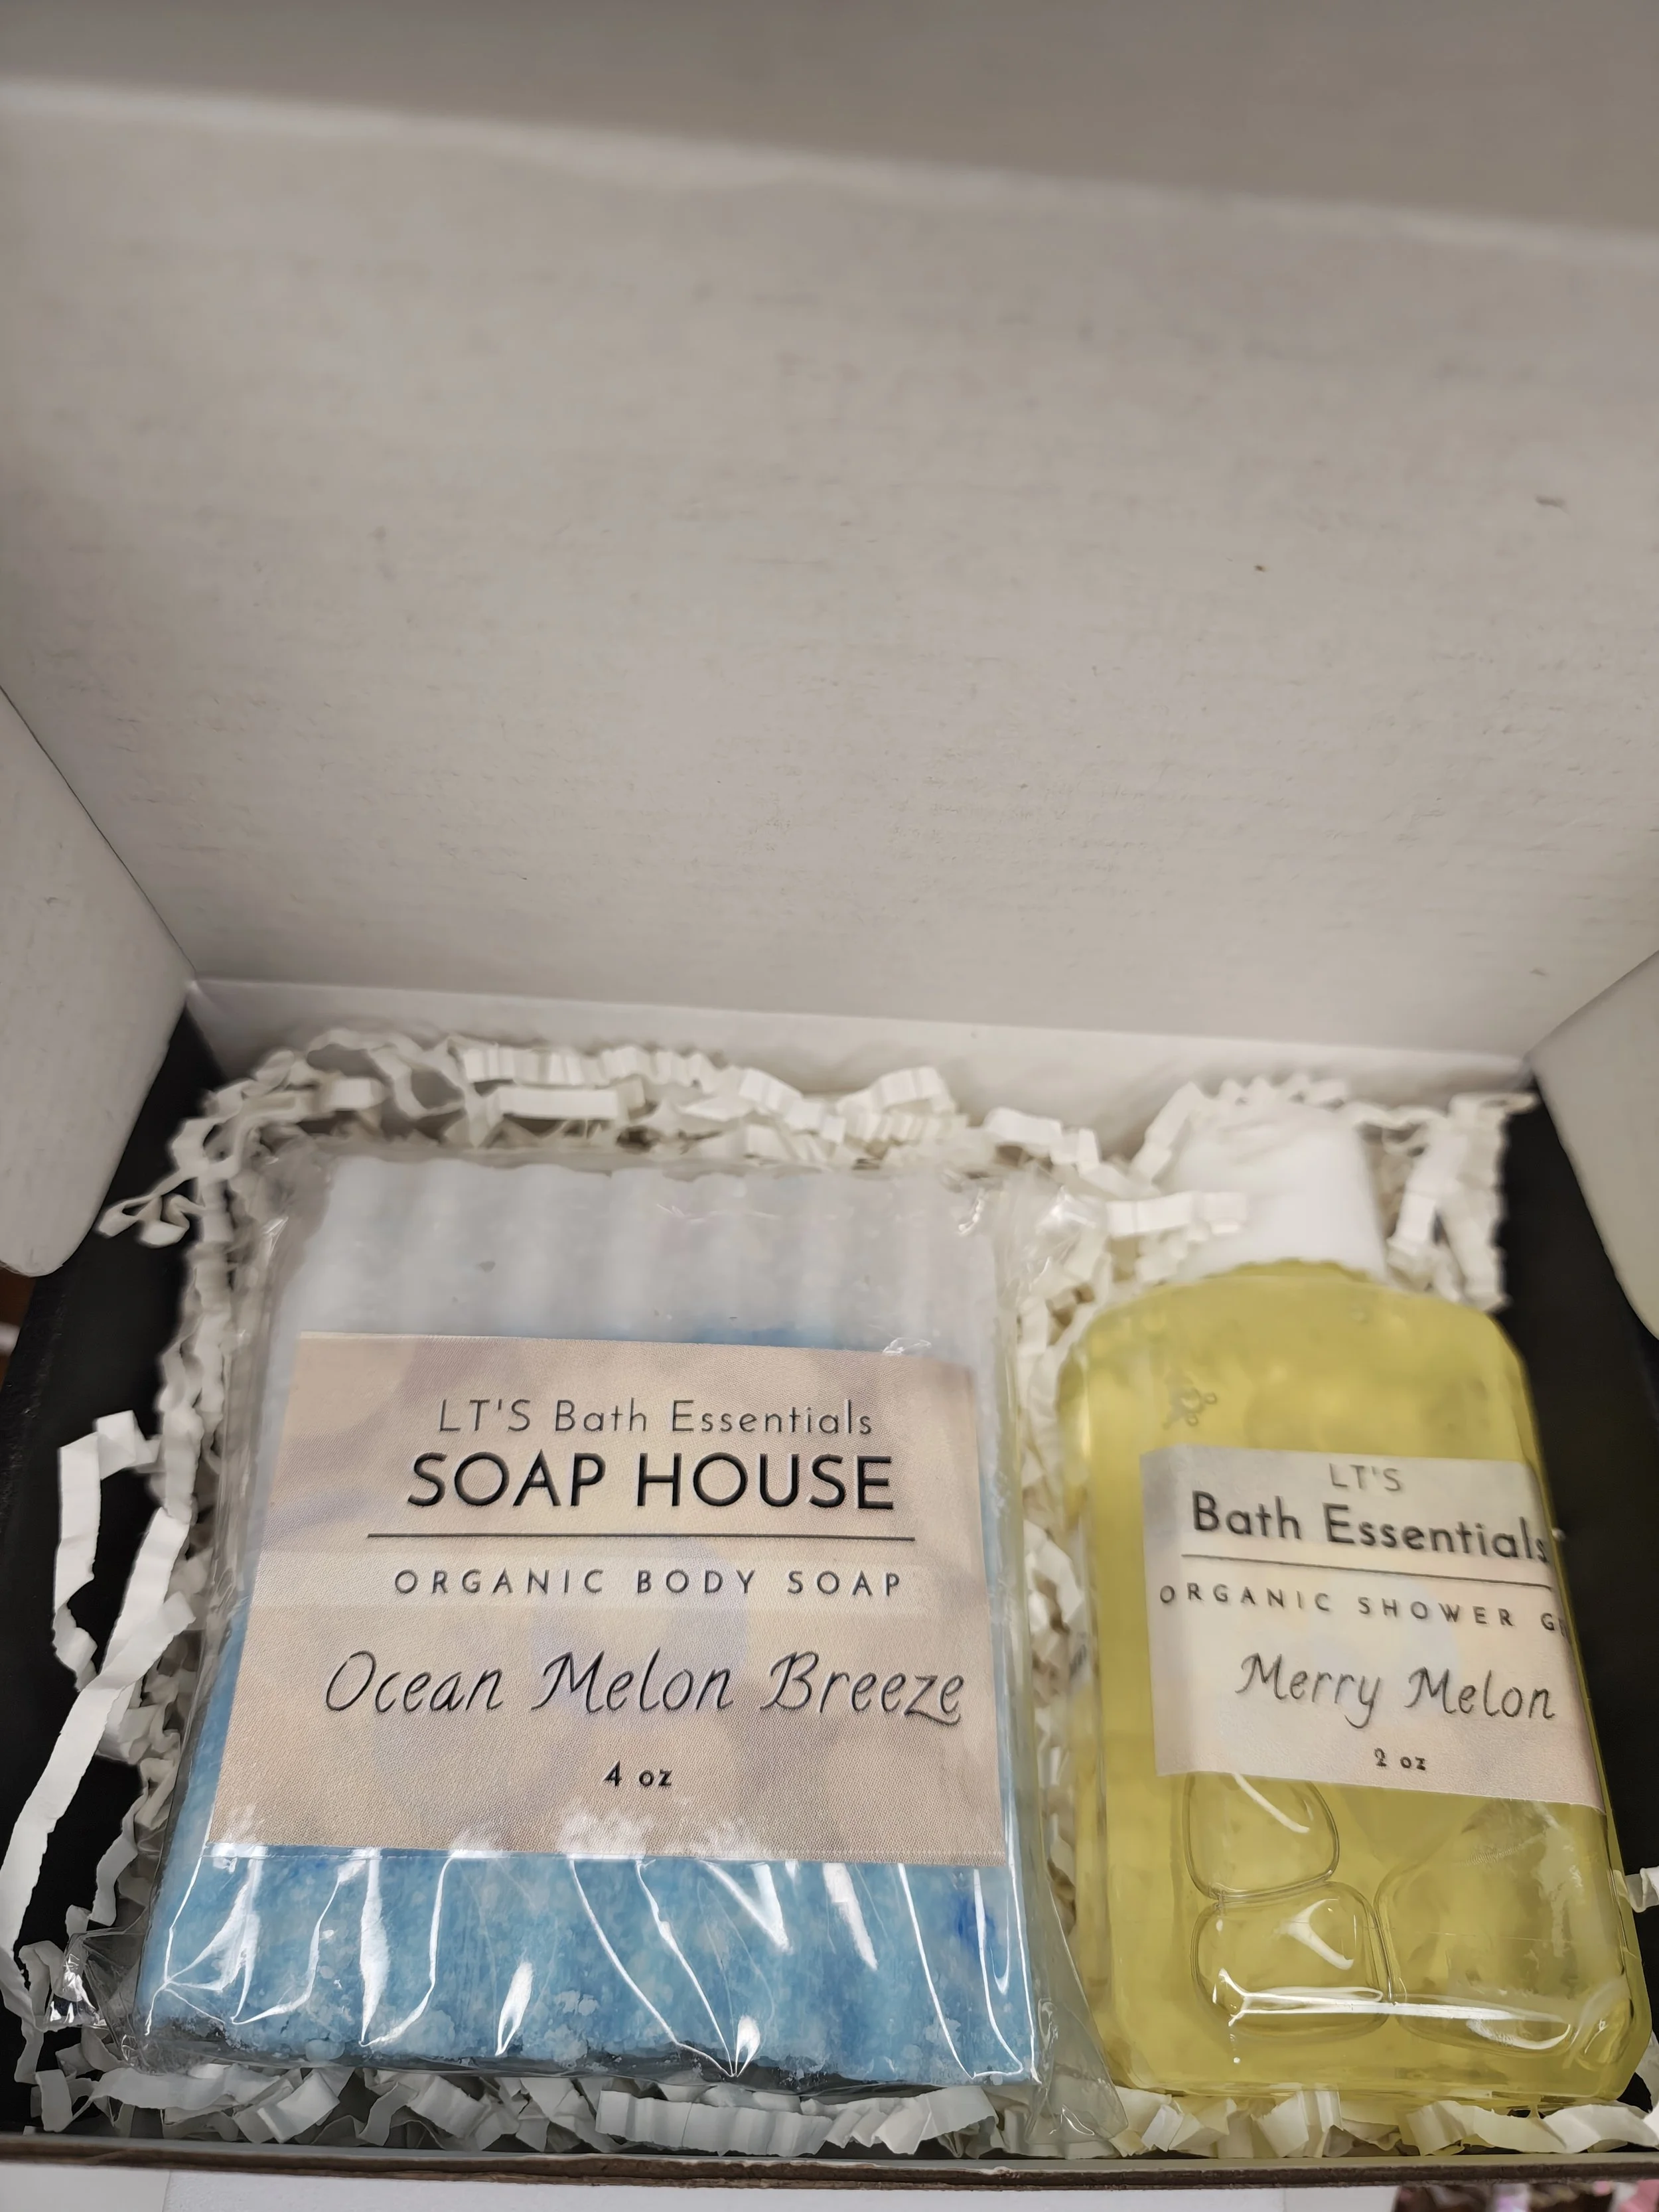 LT'S Bath Essentials
SOAP HOUSE
ORGANIC BODY SOAP
Ocean Melon Breeze
4 oz
LT'S
Bath Essentials
ORGANIC SHOWER
Merry Melon
2 oz